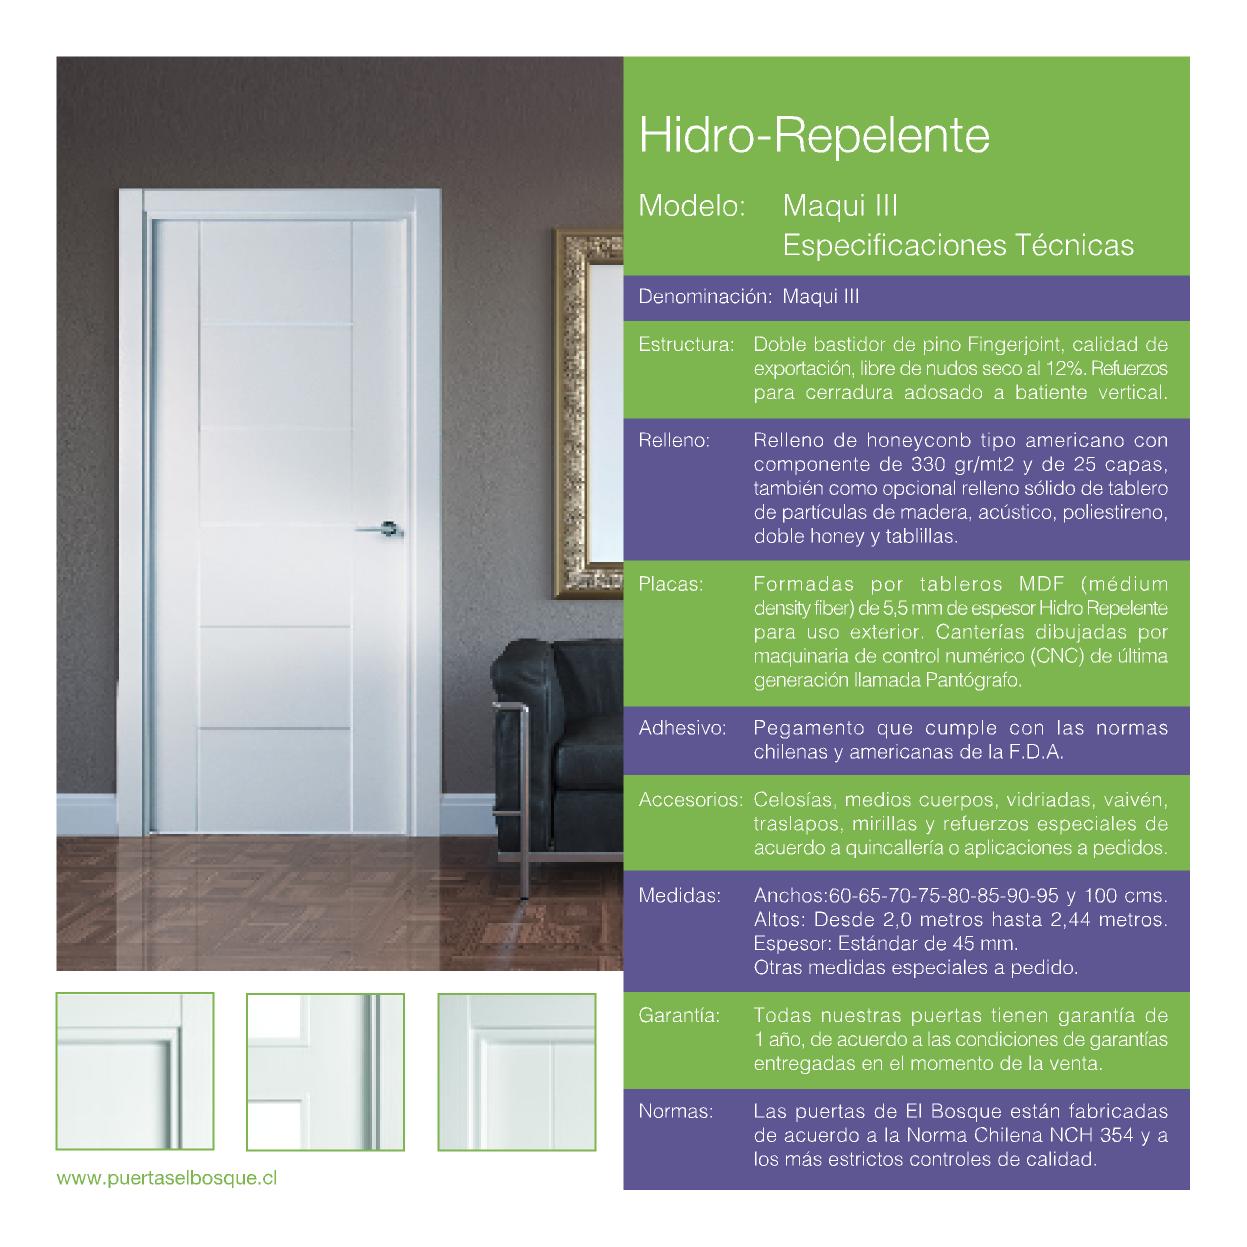 Hidro-Repelente
Modelo: Maqui III
Especificaciones Técnicas
Denominación: Maqui III
Estructura: Doble bastidor de pino Fingerjoint, calidad de
exportación, libre de nudos seco al 12%. Refuerzos
para cerradura adosado a batiente vertical.
Relleno: Relleno de honeyconb tipo americano con
componente de 330 gr/mt2 y de 25 capas,
también como opcional relleno sólido de tablero
de partículas de madera, acústico, poliestireno,
doble honey y tablillas.
Placas: Formadas por tableros MDF (médium
density fiber) de 5,5 mm de espesor Hidro Repelente
para uso exterior. Canterías dibujadas por
maquinaria de control numérico (CNC) de última
generación llamada Pantógrafo.
Adhesivo: Pegamento que cumple con las normas
chilenas y americanas de la F.D.A.
Accesorios: Celosías, medios cuerpos, vidriadas, vaivén,
traslapos, mirillas y refuerzos especiales de
acuerdo a quincallería o aplicaciones a pedidos.
Medidas: Anchos:60-65-70-75-80-85-90-95 y 100 cms.
Altos: Desde 2,0 metros hasta 2,44 metros.
Espesor: Estándar de 45 mm.
Otras medidas especiales a pedido.
Garantía: Todas nuestras puertas tienen garantía de
1 año, de acuerdo a las condiciones de garantías
entregadas en el momento de la venta.
Normas: Las puertas de El Bosque están fabricadas
de acuerdo a la Norma Chilena NCH 354 y a
los más estrictos controles de calidad.
www.puertaselbosque.cl